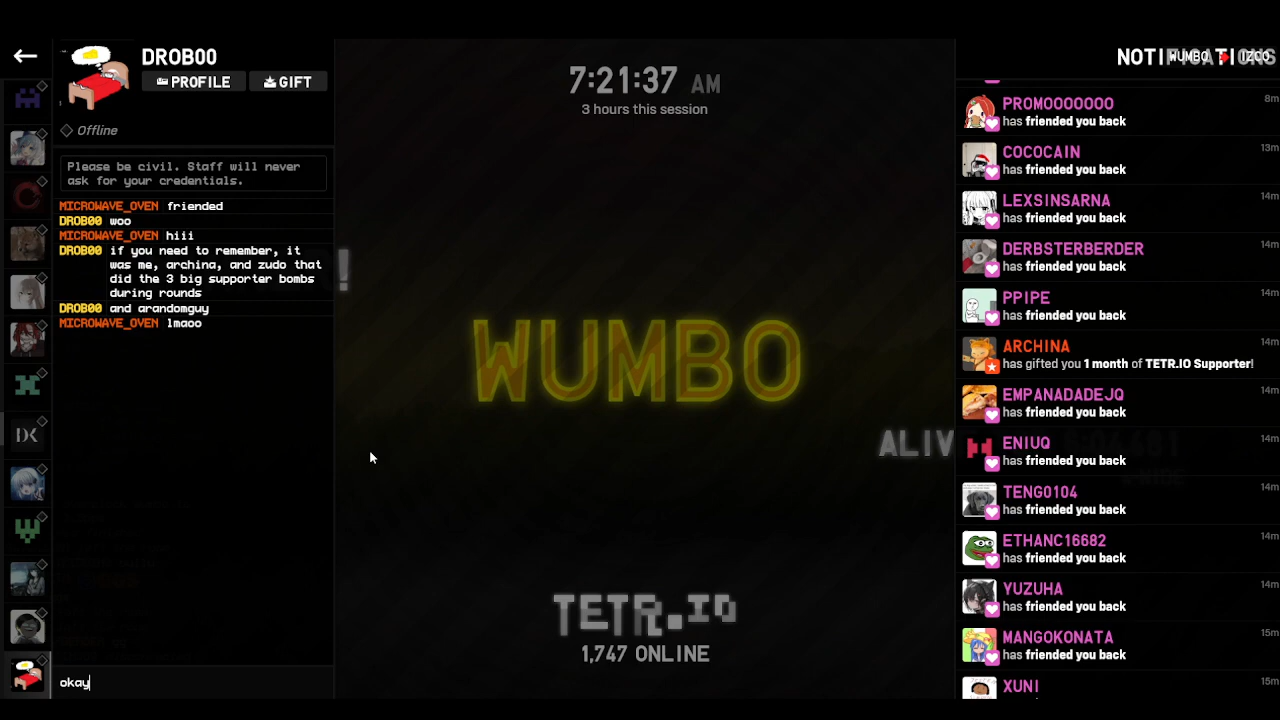 DROB00
PROFILE
GIFT
Offline
Please be civil. Staff will never
ask for your credentials.
MICROWAVE_OVEN friended
DROB00 woo
MICROWAVE_OVEN hiii
DROB00 if you need to remember, it
was me, archina, and zudo that
did the 3 big supporter bombs
during rounds
DROB00 and arandomguy
MICROWAVE_OVEN lmaoo
okay
7:21:37 AM
3 hours this session
!
WUMBO
ALIV
TETR.IO
1,747 ONLINE
NOTIFICATIONS
WUMBO
PROMOOOOOOO 8m
has friended you back
COCOCAIN 13m
has friended you back
LEXSINSARNA 14m
has friended you back
DERBSTERBERDER 14m
has friended you back
PPIPE 14m
has friended you back
ARCHINA 14m
has gifted you 1 month of TETR.IO Supporter!
EMPANADADEJQ 14m
has friended you back
ENIUQ 14m
has friended you back
TENG0104 14m
has friended you back
ETHANC16682 14m
has friended you back
YUZUHA 14m
has friended you back
MANGOKONATA 15m
has friended you back
XUNI 15m